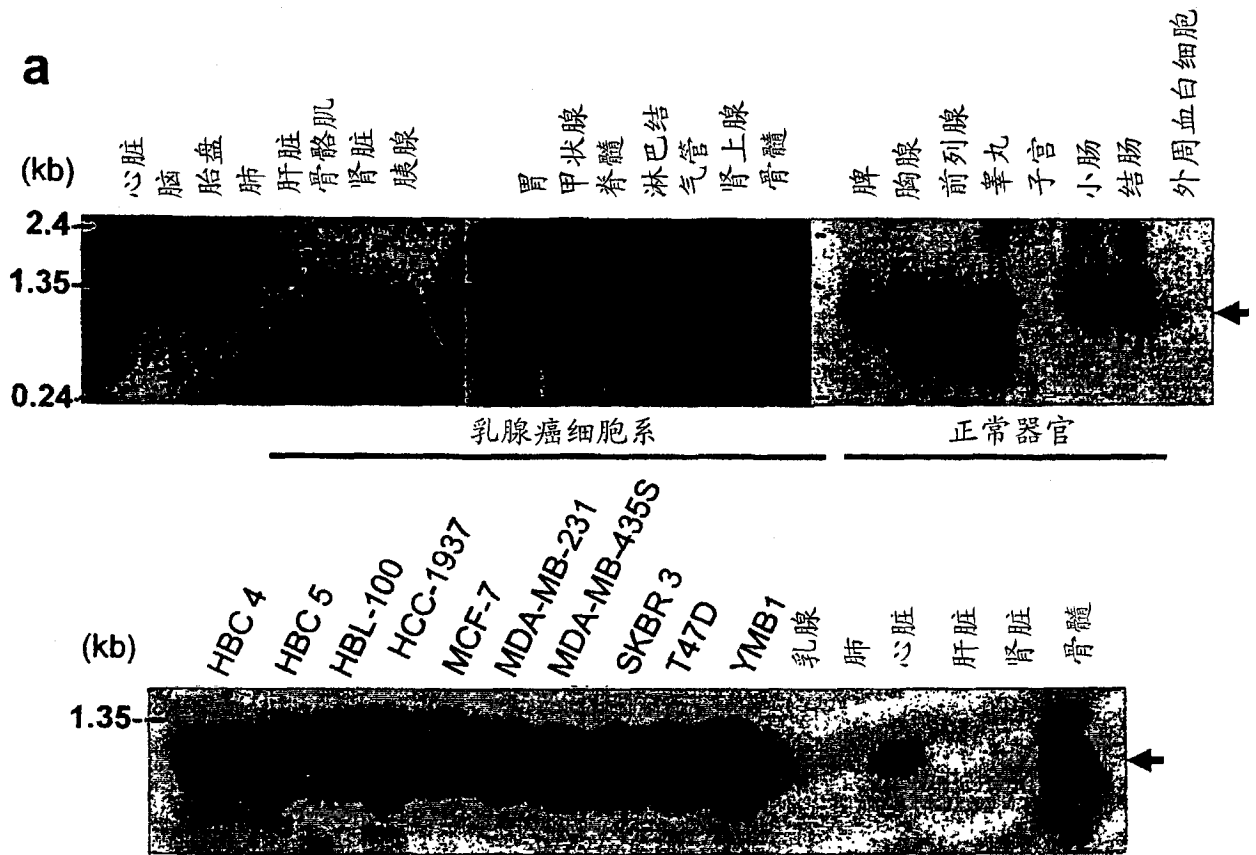 a
(kb)
心脏
脑
胎盘
肺
肝脏
骨骼肌
肾脏
胰腺
胃
甲状腺
脊髓
淋巴结
气管
肾上腺
骨髓
脾
胸腺
前列腺
睾丸
子宫
小肠
结肠
外周血白细胞
2.4
1.35
0.24
乳腺癌细胞系
正常器官
(kb)
HBC 4
HBC 5
HBL-100
HCC-1937
MCF-7
MDA-MB-231
MDA-MB-435S
SKBR 3
T47D
YMB1
乳腺
肺
心脏
肝脏
肾脏
骨髓
1.35